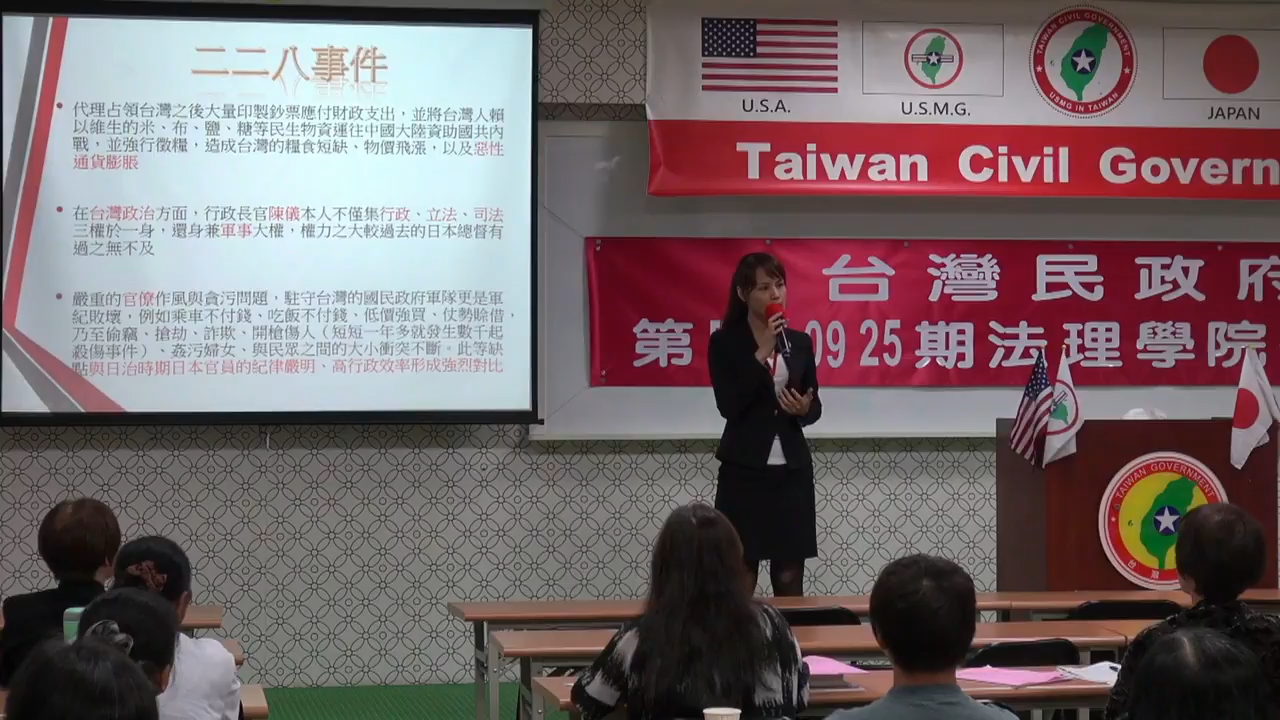 二二八事件
代理占領台灣之後大量印製鈔票應付財政支出，並將台灣人賴
以維生的米、布、鹽、糖等民生物資運往中國大陸資助國共內
戰，並強行徵糧，造成台灣的糧食短缺、物價飛漲，以及惡性
通貨膨脹
在台灣政治方面，行政長官陳儀本人不僅集行政、立法、司法
三權於一身，還身兼軍事大權，權力之大較過去的日本總督有
過之無不及
嚴重的官僚作風與貪污問題，駐守台灣的國民政府軍隊更是軍
紀敗壞，例如乘車不付錢、吃飯不付錢、低價強買、仗勢賒借，
乃至偷竊、搶劫、詐欺、開槍傷人（短短一年多就發生數千起
殺傷事件）、姦污婦女、與民眾之間的大小衝突不斷。此等缺
點與日治時期日本官員的紀律嚴明、高行政效率形成強烈對比
U.S.A.
U.S.M.G.
TAIWAN CIVIL GOVERNMENT
USMG IN TAIWAN
JAPAN
Taiwan Civil Govern
台灣民政府
第
09 25期法理學院
TAIWAN GOVERNMENT
台灣